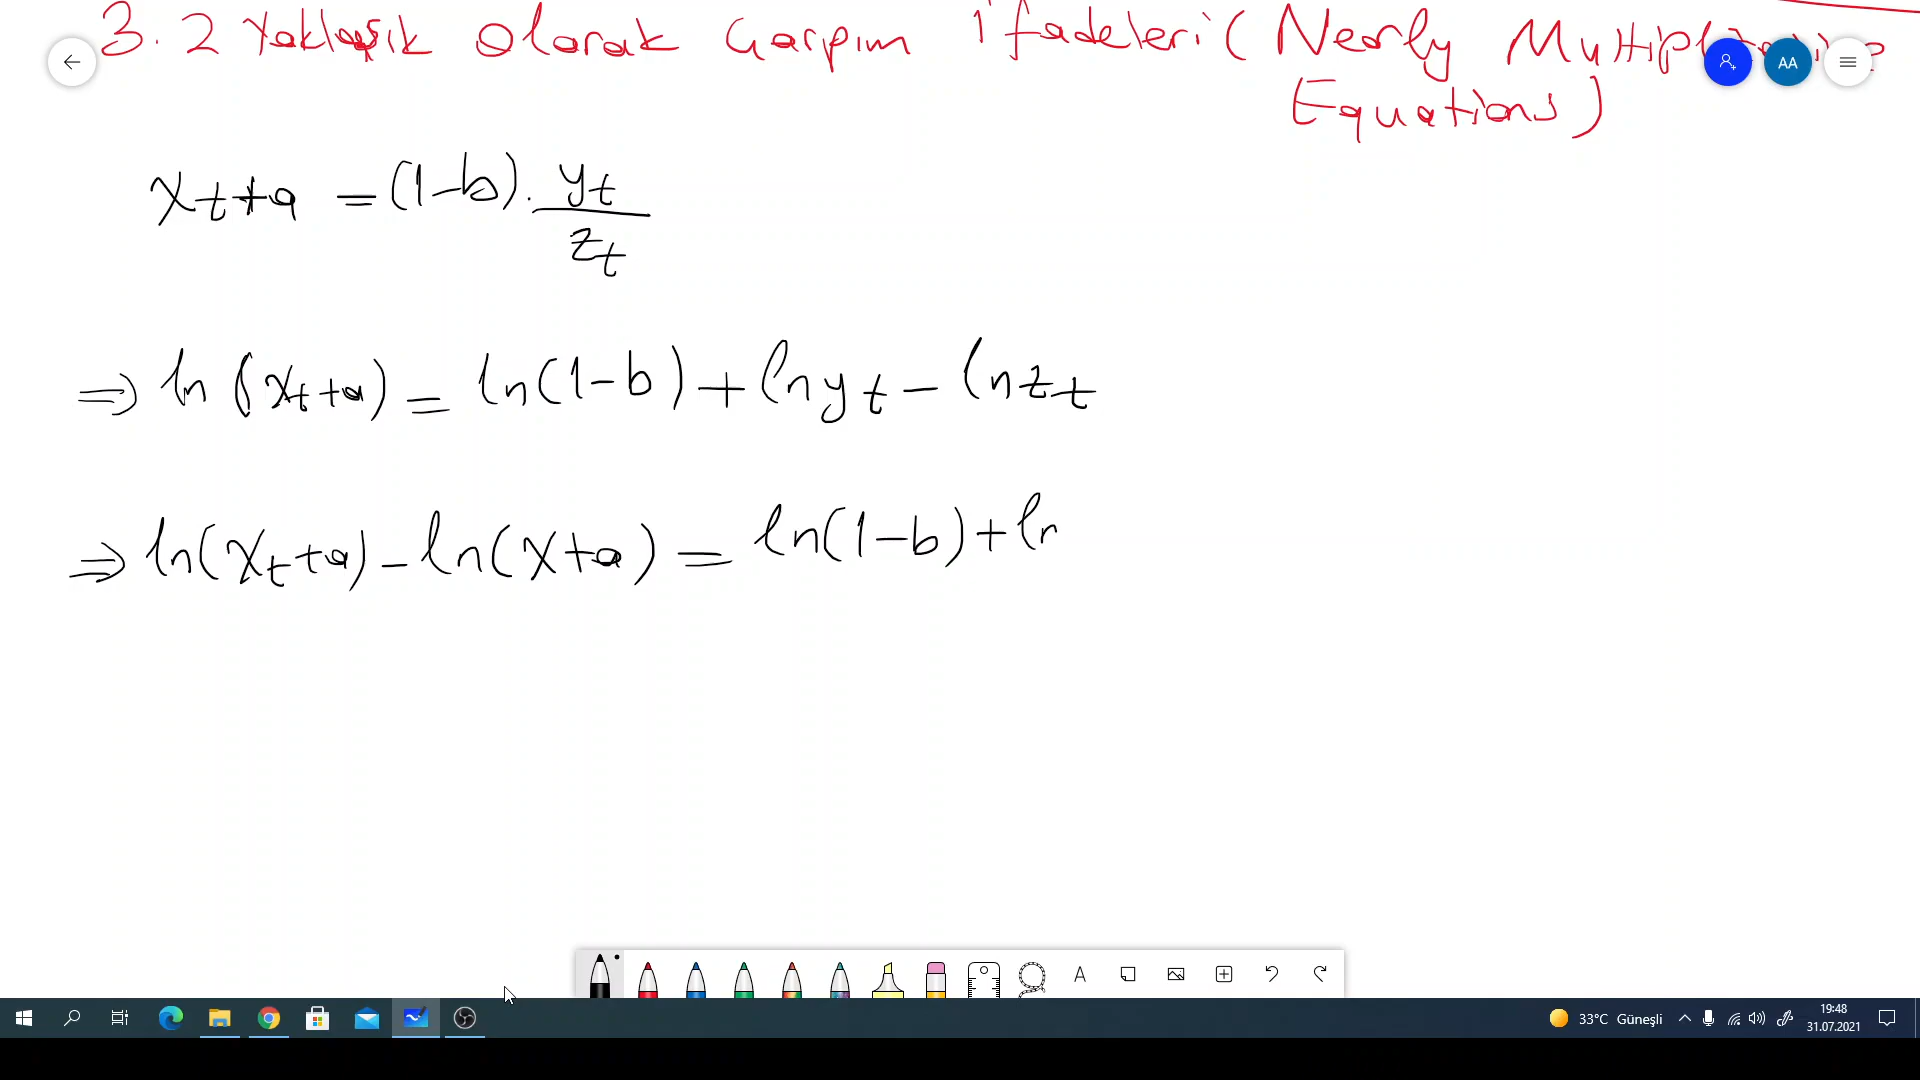 3.2 Yaklaşık Olarak Çarpım İfadeleri (Nearly Multiplicative
Equations)
AA
x_t + a = (1-b) . y_t / z_t
⇒ ln (x_t + a) = ln(1-b) + ln y_t - ln z_t
⇒ ln(x_t + a) - ln(x + a) = ln(1-b) + ln
A
33°C Güneşli
19:48
31.07.2021